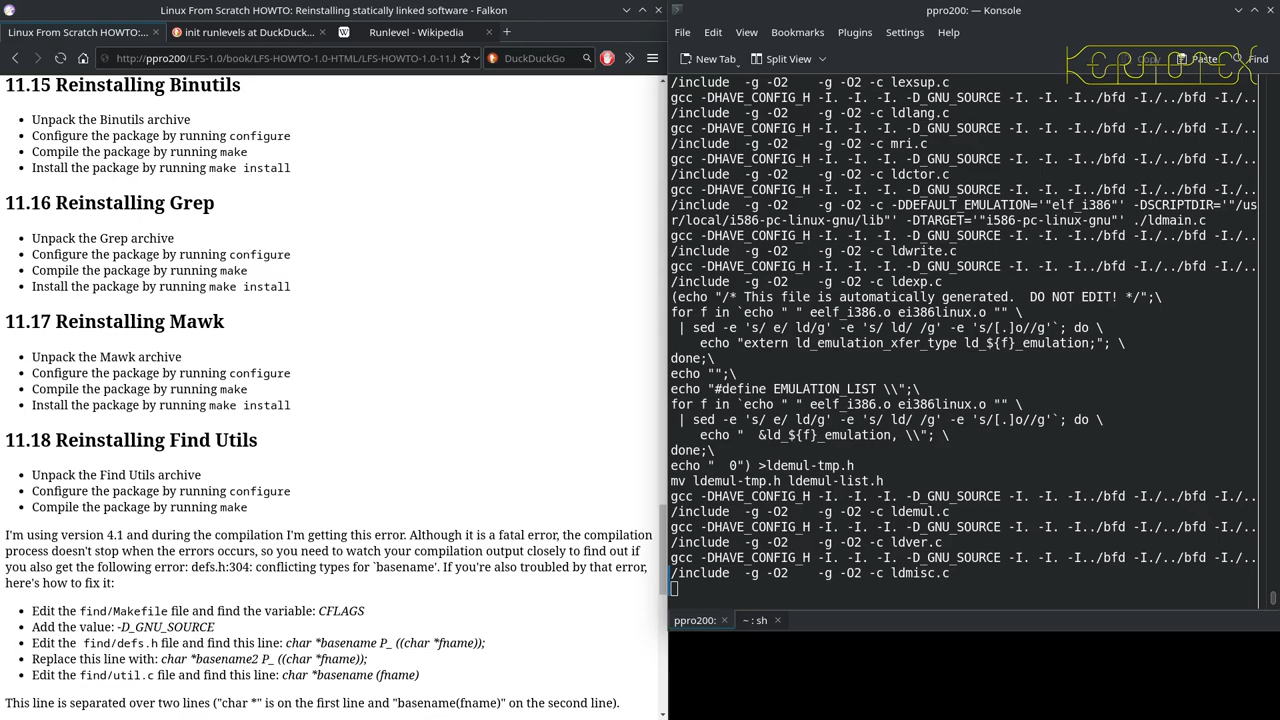 Linux From Scratch HOWTO: Reinstalling statically linked software - Falkon
Linux From Scratch HOWTO:...
init runlevels at DuckDuck...
Runlevel - Wikipedia
http://ppro200/LFS-1.0/book/LFS-HOWTO-1.0-HTML/LFS-HOWTO-1.0-11.h
DuckDuckGo
11.15 Reinstalling Binutils
• Unpack the Binutils archive
• Configure the package by running configure
• Compile the package by running make
• Install the package by running make install
11.16 Reinstalling Grep
• Unpack the Grep archive
• Configure the package by running configure
• Compile the package by running make
• Install the package by running make install
11.17 Reinstalling Mawk
• Unpack the Mawk archive
• Configure the package by running configure
• Compile the package by running make
• Install the package by running make install
11.18 Reinstalling Find Utils
• Unpack the Find Utils archive
• Configure the package by running configure
• Compile the package by running make
I'm using version 4.1 and during the compilation I'm getting this error. Although it is a fatal error, the compilation
process doesn't stop when the errors occurs, so you need to watch your compilation output closely to find out if
you also get the following error: defs.h:304: conflicting types for `basename'. If you're also troubled by that error,
here's how to fix it:
• Edit the find/Makefile file and find the variable: CFLAGS
• Add the value: -D_GNU_SOURCE
• Edit the find/defs.h file and find this line: char *basename P_ ((char *fname));
• Replace this line with: char *basename2 P_ ((char *fname));
• Edit the find/util.c file and find this line: char *basename (fname)
This line is separated over two lines ("char *" is on the first line and "basename(fname)" on the second line).
ppro200: — Konsole
File Edit View Bookmarks Plugins Settings Help
New Tab Split View Copy Paste Find
/include  -g -O2    -g -O2 -c lexsup.c
gcc -DHAVE_CONFIG_H -I. -I. -I. -D_GNU_SOURCE -I. -I. -I../bfd -I./../bfd -I./..
/include  -g -O2    -g -O2 -c ldlang.c
gcc -DHAVE_CONFIG_H -I. -I. -I. -D_GNU_SOURCE -I. -I. -I../bfd -I./../bfd -I./..
/include  -g -O2    -g -O2 -c mri.c
gcc -DHAVE_CONFIG_H -I. -I. -I. -D_GNU_SOURCE -I. -I. -I../bfd -I./../bfd -I./..
/include  -g -O2    -g -O2 -c ldctor.c
gcc -DHAVE_CONFIG_H -I. -I. -I. -D_GNU_SOURCE -I. -I. -I../bfd -I./../bfd -I./..
/include  -g -O2    -g -O2 -c -DDEFAULT_EMULATION='"elf_i386"' -DSCRIPTDIR='"/us
r/local/i586-pc-linux-gnu/lib"' -DTARGET='"i586-pc-linux-gnu"' ./ldmain.c
gcc -DHAVE_CONFIG_H -I. -I. -I. -D_GNU_SOURCE -I. -I. -I../bfd -I./../bfd -I./..
/include  -g -O2    -g -O2 -c ldwrite.c
gcc -DHAVE_CONFIG_H -I. -I. -I. -D_GNU_SOURCE -I. -I. -I../bfd -I./../bfd -I./..
/include  -g -O2    -g -O2 -c ldexp.c
(echo "/* This file is automatically generated.  DO NOT EDIT! */";\
for f in `echo " " eelf_i386.o ei386linux.o "" \
 | sed -e 's/ e/ ld/g' -e 's/ ld/ /g' -e 's/[.]o//g'`; do \
    echo "extern ld_emulation_xfer_type ld_${f}_emulation;"; \
done;\
echo "";\
echo "#define EMULATION_LIST \\";\
for f in `echo " " eelf_i386.o ei386linux.o "" \
 | sed -e 's/ e/ ld/g' -e 's/ ld/ /g' -e 's/[.]o//g'`; do \
    echo "  &ld_${f}_emulation, \\"; \
done;\
echo "  0") >ldemul-tmp.h
mv ldemul-tmp.h ldemul-list.h
gcc -DHAVE_CONFIG_H -I. -I. -I. -D_GNU_SOURCE -I. -I. -I../bfd -I./../bfd -I./..
/include  -g -O2    -g -O2 -c ldemul.c
gcc -DHAVE_CONFIG_H -I. -I. -I. -D_GNU_SOURCE -I. -I. -I../bfd -I./../bfd -I./..
/include  -g -O2    -g -O2 -c ldver.c
gcc -DHAVE_CONFIG_H -I. -I. -I. -D_GNU_SOURCE -I. -I. -I../bfd -I./../bfd -I./..
/include  -g -O2    -g -O2 -c ldmisc.c
ppro200:
~ : sh